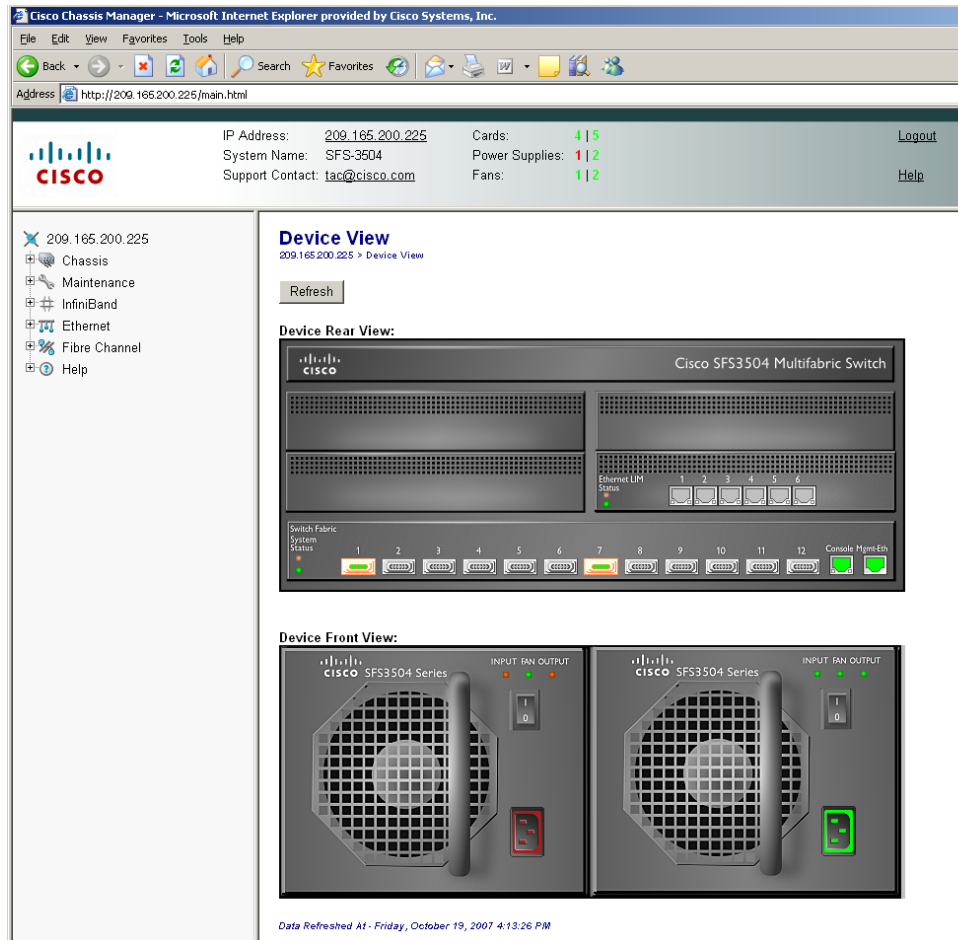 Cisco Chassis Manager - Microsoft Internet Explorer provided by Cisco Systems, Inc.
File Edit View Favorites Tools Help
Back Search Favorites
Address http://209.165.200.225/main.html
CISCO
IP Address: 209.165.200.225 Cards: 4 | 5 Logout
System Name: SFS-3504 Power Supplies: 1 | 2
Support Contact: tac@cisco.com Fans: 1 | 2 Help
209.165.200.225
Chassis
Maintenance
InfiniBand
Ethernet
Fibre Channel
Help
Device View
209.165.200.225 > Device View
Refresh
Device Rear View:
CISCO Cisco SFS3504 Multifabric Switch
Ethernet LIM 1 2 3 4 5 6
Status
Switch Fabric
System
Status 1 2 3 4 5 6 7 8 9 10 11 12 Console Mgmt-Eth
Device Front View:
CISCO SFS3504 Series INPUT FAN OUTPUT
I
0
CISCO SFS3504 Series INPUT FAN OUTPUT
I
0
Data Refreshed At - Friday, October 19, 2007 4:13:26 PM